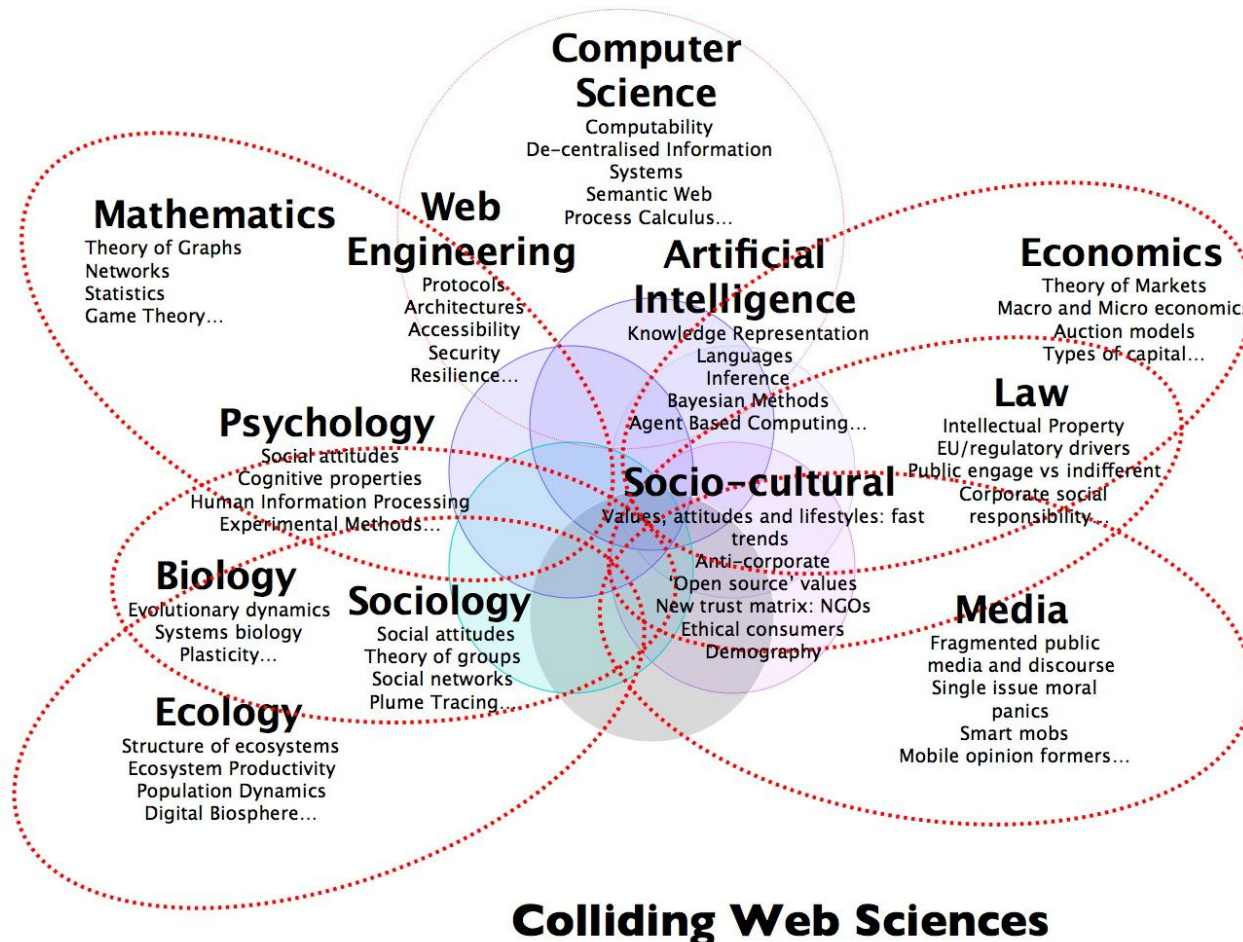 Computer
Science
Computability
De-centralised Information
Systems
Semantic Web
Process Calculus…
Mathematics
Theory of Graphs
Networks
Statistics
Game Theory…
Web
Engineering
Protocols
Architectures
Accessibility
Security
Resilience…
Artificial
Intelligence
Knowledge Representation
Languages
Inference
Bayesian Methods
Agent Based Computing…
Economics
Theory of Markets
Macro and Micro economics
Auction models
Types of capital…
Law
Intellectual Property
EU/regulatory drivers
Public engage vs indifferent
Corporate social
responsibility…
Psychology
Social attitudes
Cognitive properties
Human Information Processing
Experimental Methods…
Socio-cultural
Values, attitudes and lifestyles: fast
trends
Anti-corporate
‘Open source’ values
New trust matrix: NGOs
Ethical consumers
Demography
Biology
Evolutionary dynamics
Systems biology
Plasticity…
Sociology
Social attitudes
Theory of groups
Social networks
Plume Tracing…
Media
Fragmented public
media and discourse
Single issue moral
panics
Smart mobs
Mobile opinion formers…
Ecology
Structure of ecosystems
Ecosystem Productivity
Population Dynamics
Digital Biosphere…
Colliding Web Sciences